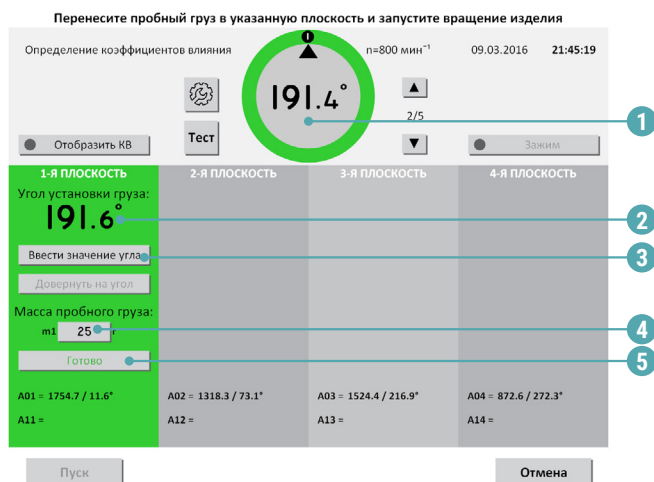 Перенесите пробный груз в указанную плоскость и запустите вращение изделия
Определение коэффициентов влияния
n=800 мин⁻¹
09.03.2016
21:45:19
191.4°
2/5
Отобразить КВ
Тест
Зажим
1
1-Я ПЛОСКОСТЬ
2-Я ПЛОСКОСТЬ
3-Я ПЛОСКОСТЬ
4-Я ПЛОСКОСТЬ
Угол установки груза:
191.6°
2
Ввести значение угла
3
Довернуть на угол
Масса пробного груза:
m1 25 г
4
Готово
5
A01 = 1754.7 / 11.6°
A02 = 1318.3 / 73.1°
A03 = 1524.4 / 216.9°
A04 = 872.6 / 272.3°
A11 =
A12 =
A13 =
A14 =
Пуск
Отмена